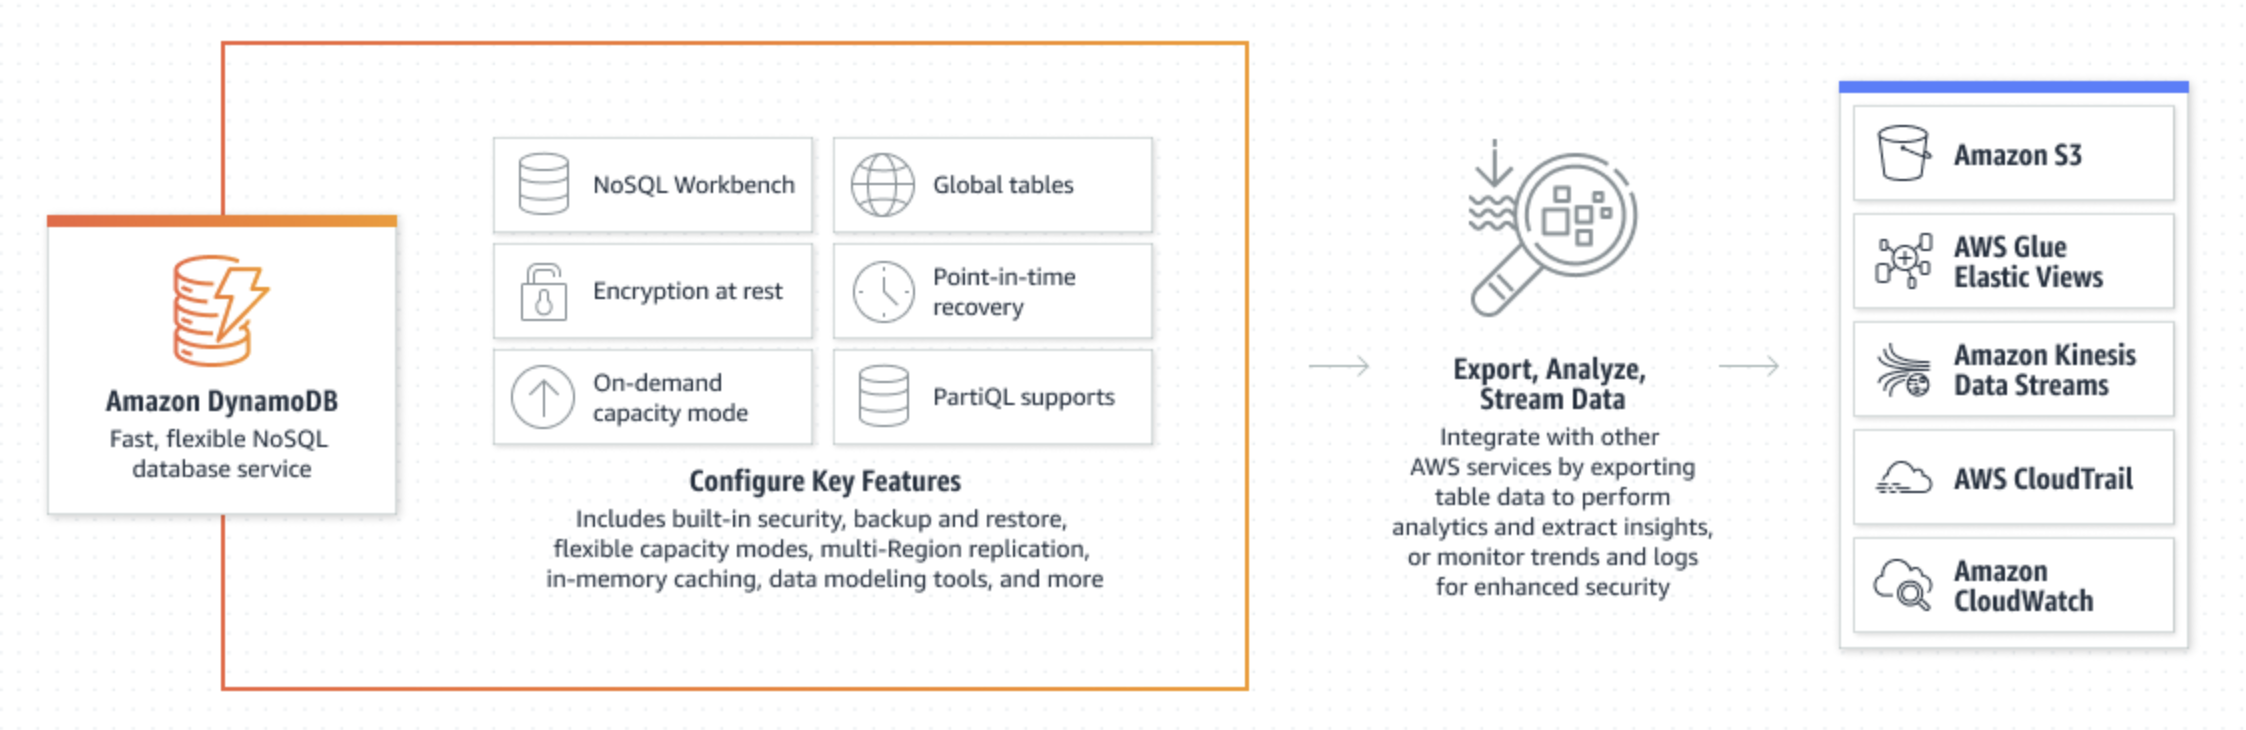 Amazon DynamoDB
Fast, flexible NoSQL
database service
NoSQL Workbench
Global tables
Encryption at rest
Point-in-time
recovery
On-demand
capacity mode
PartiQL supports
Configure Key Features
Includes built-in security, backup and restore,
flexible capacity modes, multi-Region replication,
in-memory caching, data modeling tools, and more
Export, Analyze,
Stream Data
Integrate with other
AWS services by exporting
table data to perform
analytics and extract insights,
or monitor trends and logs
for enhanced security
Amazon S3
AWS Glue
Elastic Views
Amazon Kinesis
Data Streams
AWS CloudTrail
Amazon
CloudWatch